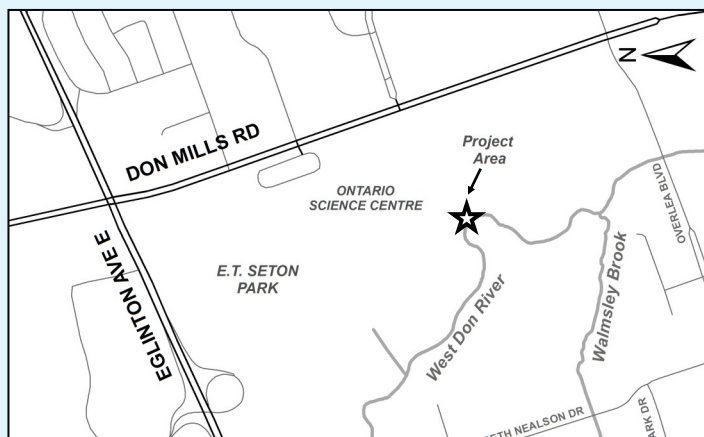 N
DON MILLS RD
Project
Area
ONTARIO
SCIENCE CENTRE
OVERLEA BLVD
E.T. SETON
PARK
EGLINTON AVE E
West Don River
Walmsley Brook
NEALSON DR
DR